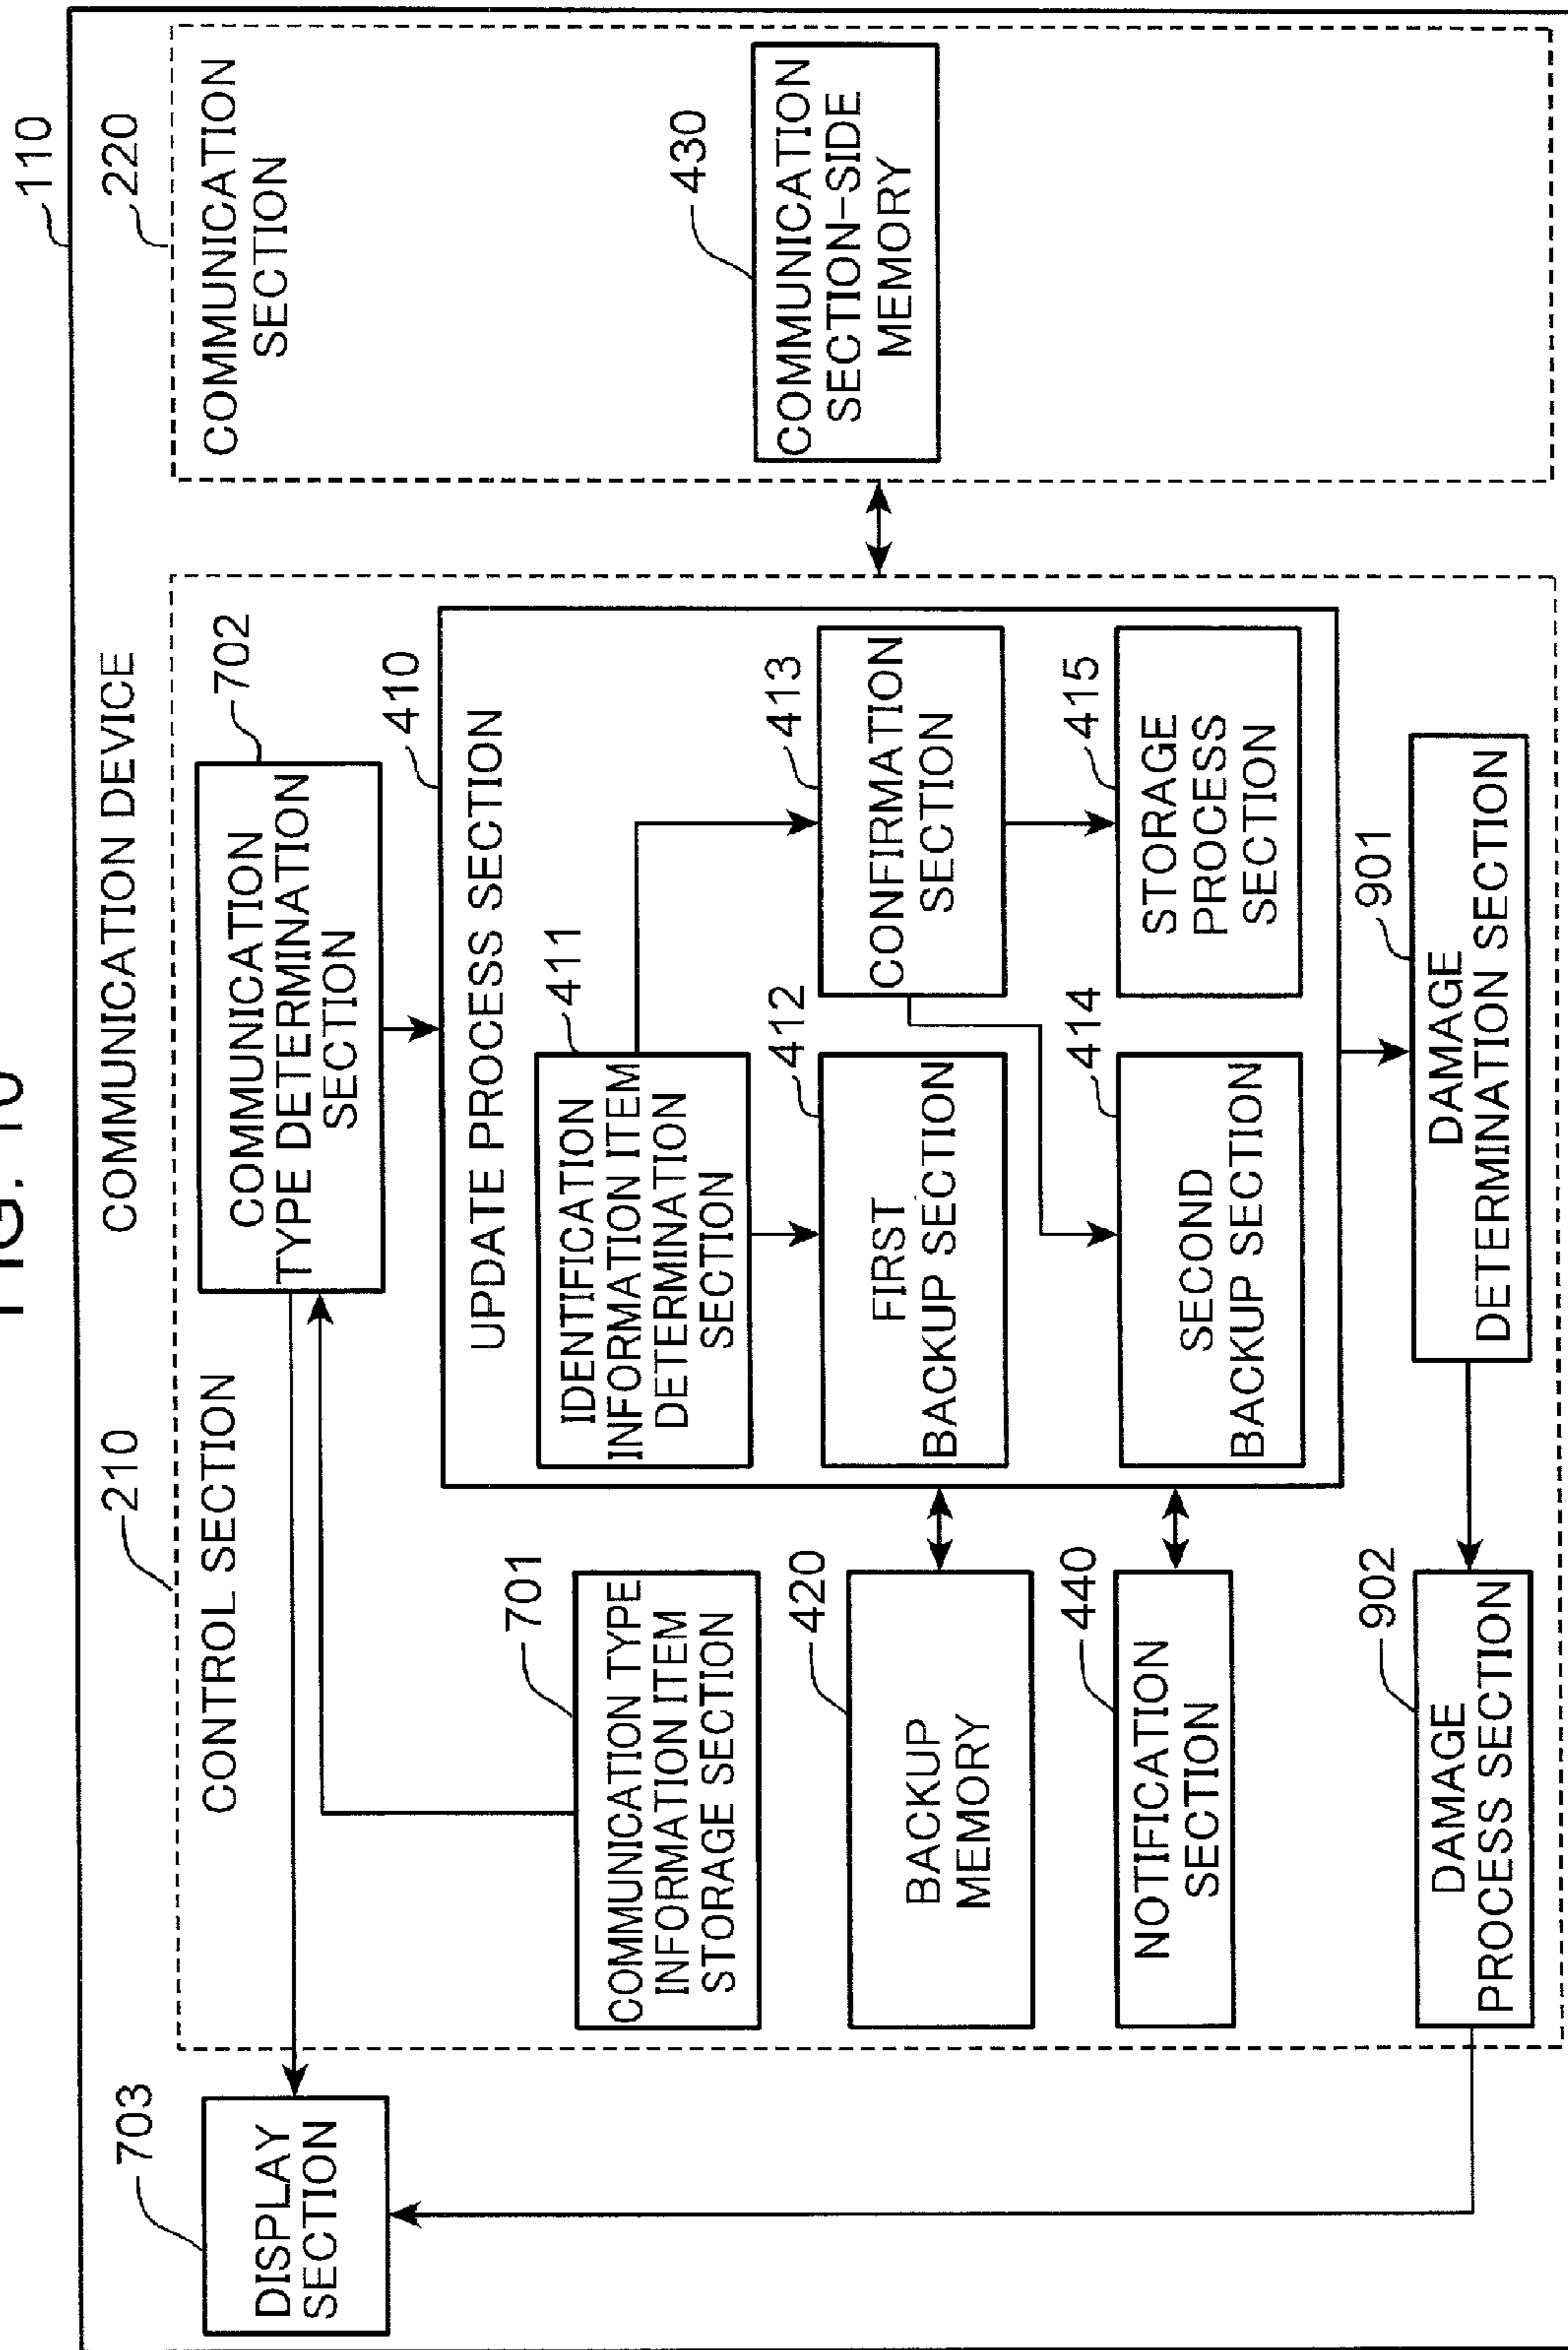 FIG. 10
110
COMMUNICATION DEVICE
210
220
CONTROL SECTION
COMMUNICATION
SECTION
703
DISPLAY
SECTION
702
COMMUNICATION
TYPE DETERMINATION
SECTION
701
COMMUNICATION TYPE
INFORMATION ITEM
STORAGE SECTION
410
UPDATE PROCESS SECTION
411
IDENTIFICATION
INFORMATION ITEM
DETERMINATION
SECTION
420
BACKUP
MEMORY
412
FIRST
BACKUP SECTION
413
CONFIRMATION
SECTION
430
COMMUNICATION
SECTION-SIDE
MEMORY
440
NOTIFICATION
SECTION
414
SECOND
BACKUP SECTION
415
STORAGE
PROCESS
SECTION
902
DAMAGE
PROCESS SECTION
901
DAMAGE
DETERMINATION SECTION